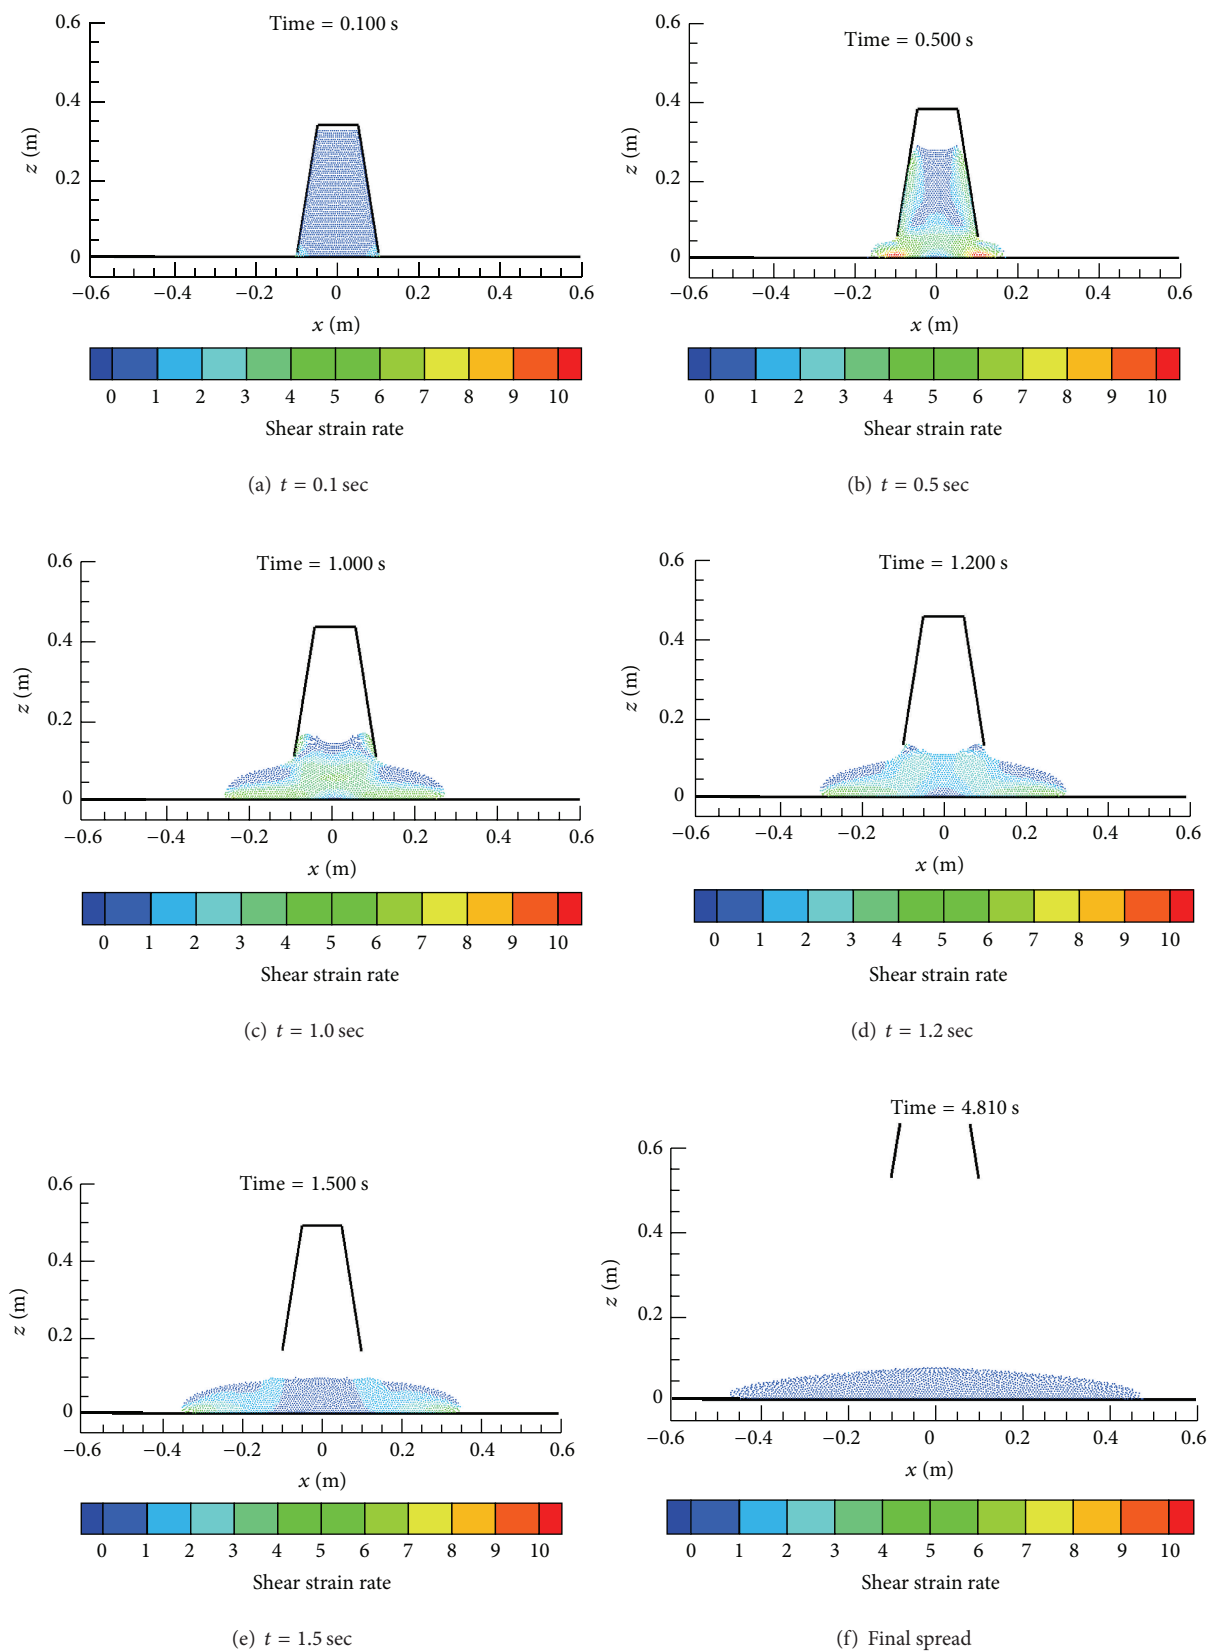 Time = 0.100 s
0.6
0.4
0.2
0
z (m)
−0.6 −0.4 −0.2 0 0.2 0.4 0.6
x (m)
0 1 2 3 4 5 6 7 8 9 10
Shear strain rate
(a) t = 0.1 sec
Time = 0.500 s
0.6
0.4
0.2
0
z (m)
−0.6 −0.4 −0.2 0 0.2 0.4 0.6
x (m)
0 1 2 3 4 5 6 7 8 9 10
Shear strain rate
(b) t = 0.5 sec
Time = 1.000 s
0.6
0.4
0.2
0
z (m)
−0.6 −0.4 −0.2 0 0.2 0.4 0.6
x (m)
0 1 2 3 4 5 6 7 8 9 10
Shear strain rate
(c) t = 1.0 sec
Time = 1.200 s
0.6
0.4
0.2
0
z (m)
−0.6 −0.4 −0.2 0 0.2 0.4 0.6
x (m)
0 1 2 3 4 5 6 7 8 9 10
Shear strain rate
(d) t = 1.2 sec
Time = 1.500 s
0.6
0.4
0.2
0
z (m)
−0.6 −0.4 −0.2 0 0.2 0.4 0.6
x (m)
0 1 2 3 4 5 6 7 8 9 10
Shear strain rate
(e) t = 1.5 sec
Time = 4.810 s
0.6
0.4
0.2
0
z (m)
−0.6 −0.4 −0.2 0 0.2 0.4 0.6
x (m)
0 1 2 3 4 5 6 7 8 9 10
Shear strain rate
(f) Final spread